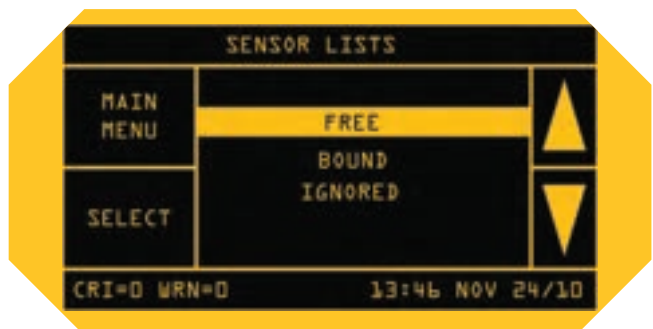 SENSOR LISTS
MAIN
MENU
FREE
BOUND
IGNORED
SELECT
CRI=0 WRN=0 13:46 NOV 24/10